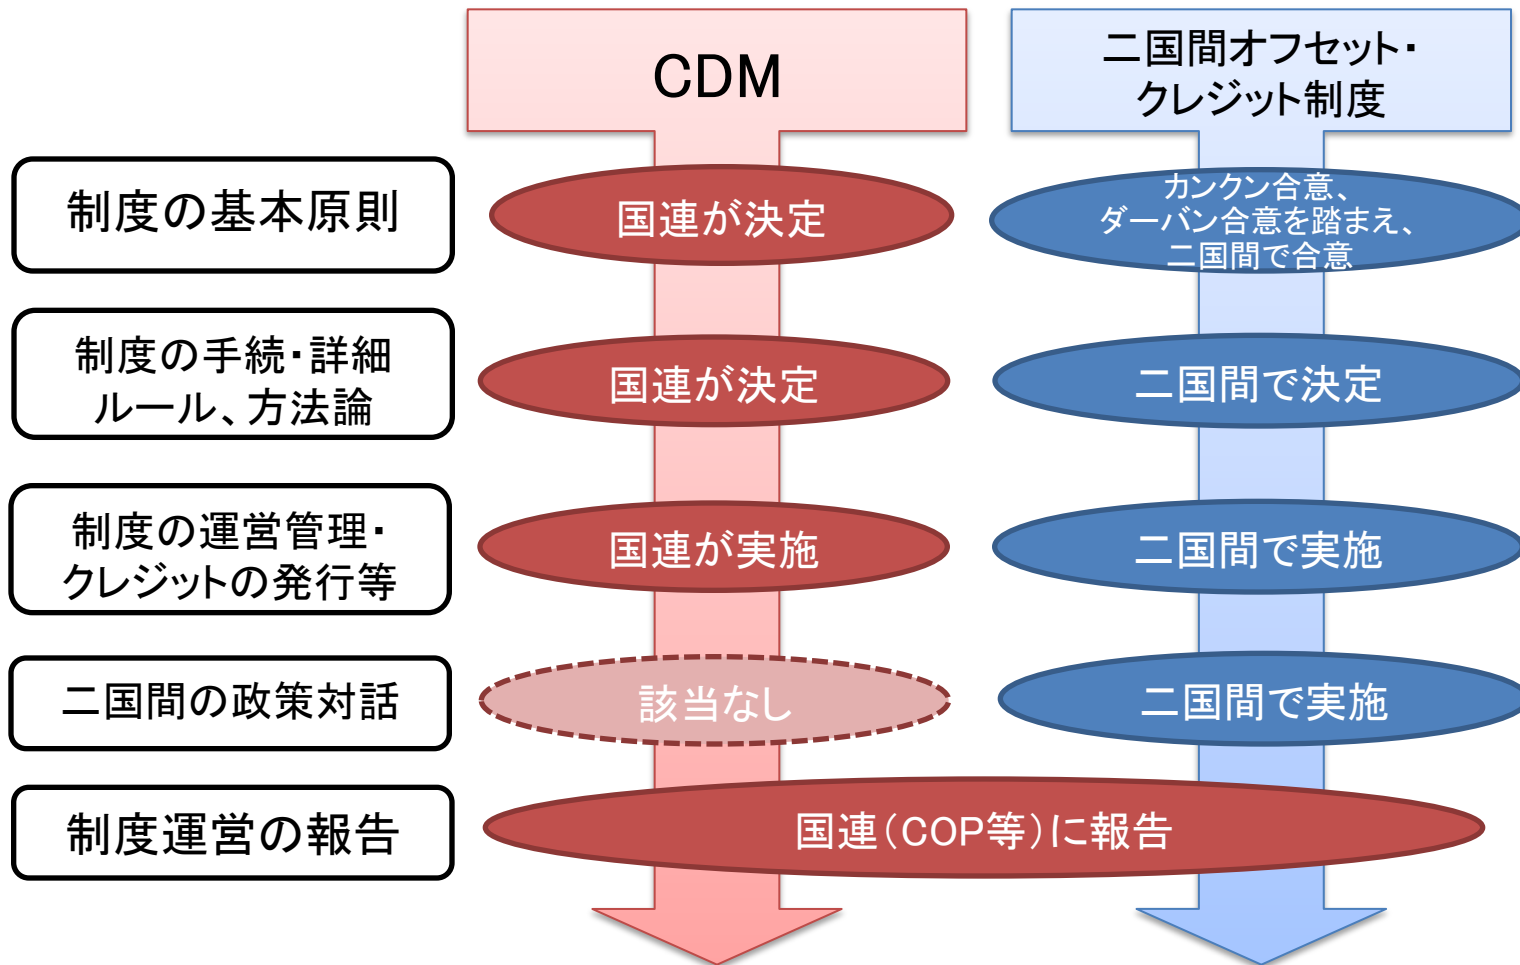 CDM
二国間オフセット・
クレジット制度
制度の基本原則
国連が決定
カンクン合意、
ダーバン合意を踏まえ、
二国間で合意
制度の手続・詳細
ルール、方法論
国連が決定
二国間で決定
制度の運営管理・
クレジットの発行等
国連が実施
二国間で実施
二国間の政策対話
該当なし
二国間で実施
制度運営の報告
国連（COP等）に報告